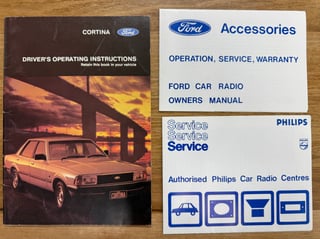 CORTINA
Ford
DRIVER'S OPERATING INSTRUCTIONS
Retain this book in your vehicle
CORTINA
Ford
Accessories
OPERATION, SERVICE, WARRANTY
FORD CAR RADIO
OWNERS MANUAL
Service
Service
Service
PHILIPS
Authorised Philips Car Radio Centres